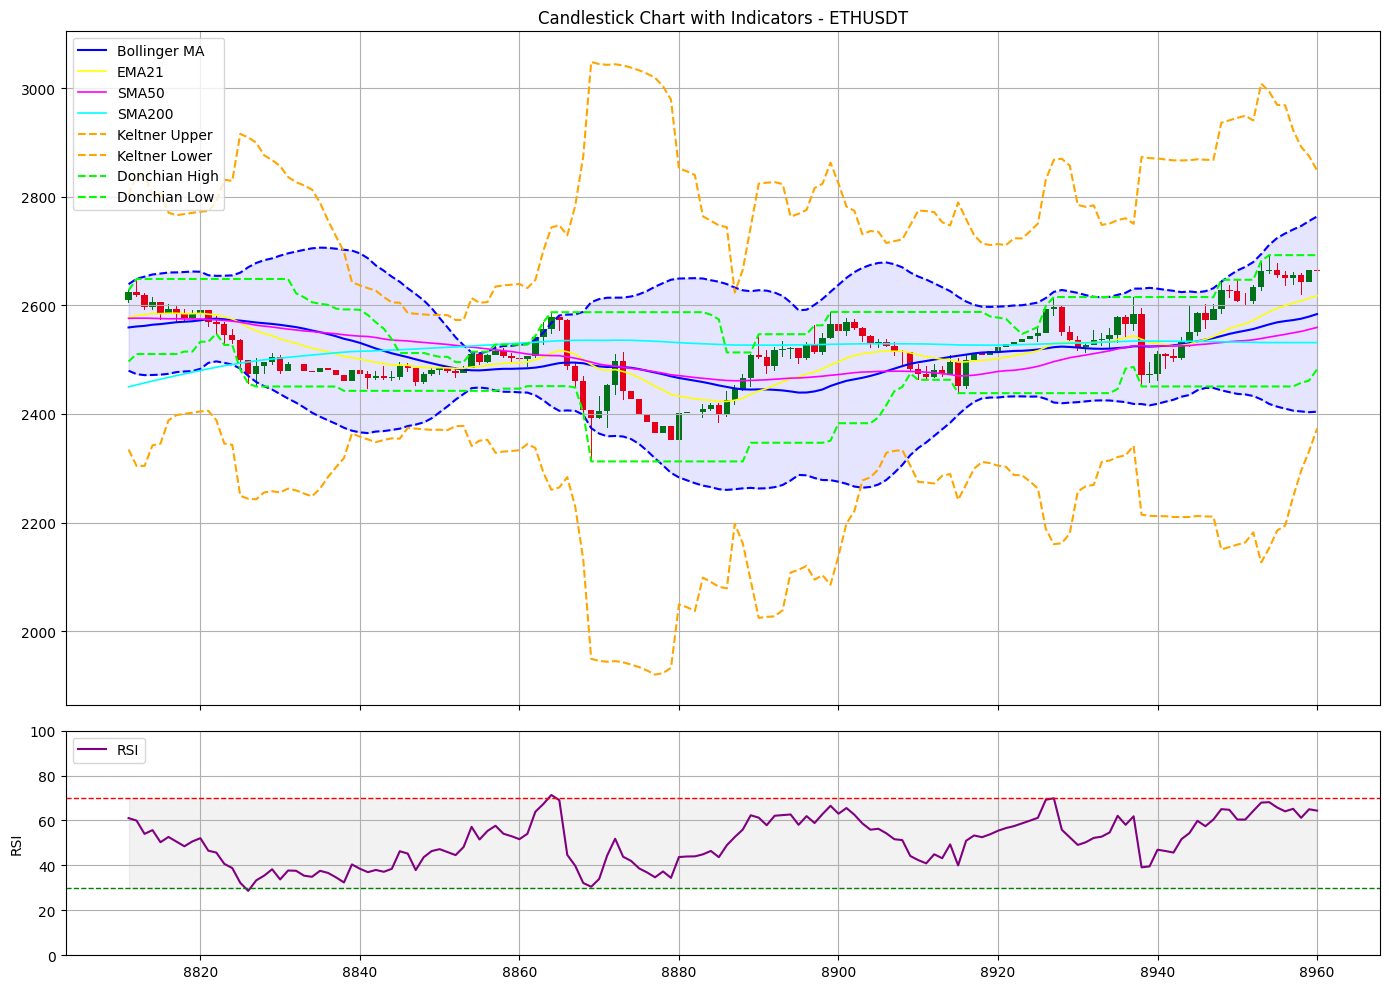 Candlestick Chart with Indicators - ETHUSDT
Bollinger MA
EMA21
SMA50
SMA200
Keltner Upper
Keltner Lower
Donchian High
Donchian Low
3000
2800
2600
2400
2200
2000
RSI
100
80
60
40
20
0
RSI
8820 8840 8860 8880 8900 8920 8940 8960